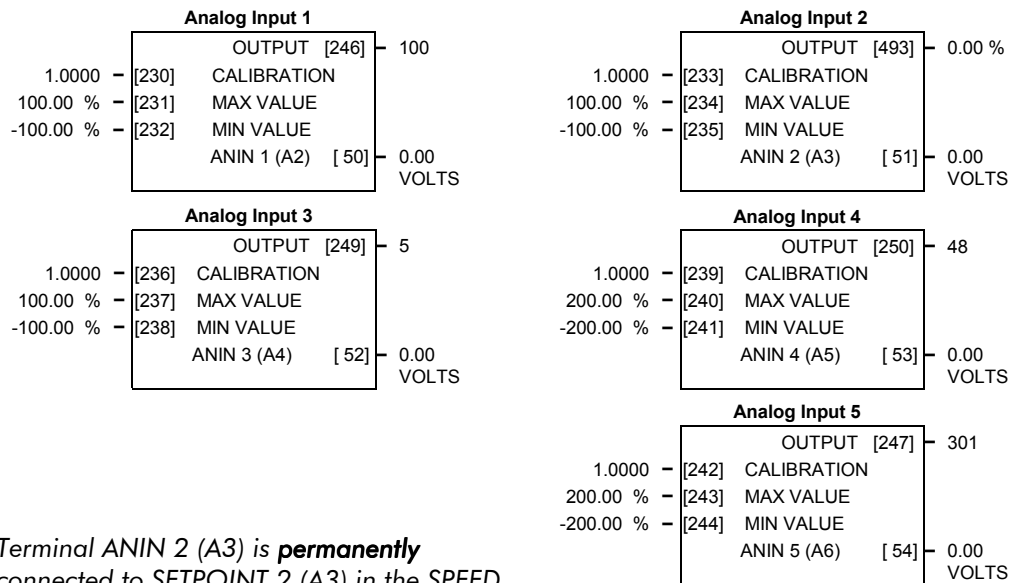 Analog Input 1
OUTPUT [246] 100
1.0000 [230] CALIBRATION
100.00 % [231] MAX VALUE
-100.00 % [232] MIN VALUE
ANIN 1 (A2) [ 50] 0.00
VOLTS
Analog Input 2
OUTPUT [493] 0.00 %
1.0000 [233] CALIBRATION
100.00 % [234] MAX VALUE
-100.00 % [235] MIN VALUE
ANIN 2 (A3) [ 51] 0.00
VOLTS
Analog Input 3
OUTPUT [249] 5
1.0000 [236] CALIBRATION
100.00 % [237] MAX VALUE
-100.00 % [238] MIN VALUE
ANIN 3 (A4) [ 52] 0.00
VOLTS
Analog Input 4
OUTPUT [250] 48
1.0000 [239] CALIBRATION
200.00 % [240] MAX VALUE
-200.00 % [241] MIN VALUE
ANIN 4 (A5) [ 53] 0.00
VOLTS
Analog Input 5
OUTPUT [247] 301
1.0000 [242] CALIBRATION
200.00 % [243] MAX VALUE
-200.00 % [244] MIN VALUE
ANIN 5 (A6) [ 54] 0.00
VOLTS
Terminal ANIN 2 (A3) is permanently
connected to SETPOINT 2 (A3) in the SPEED